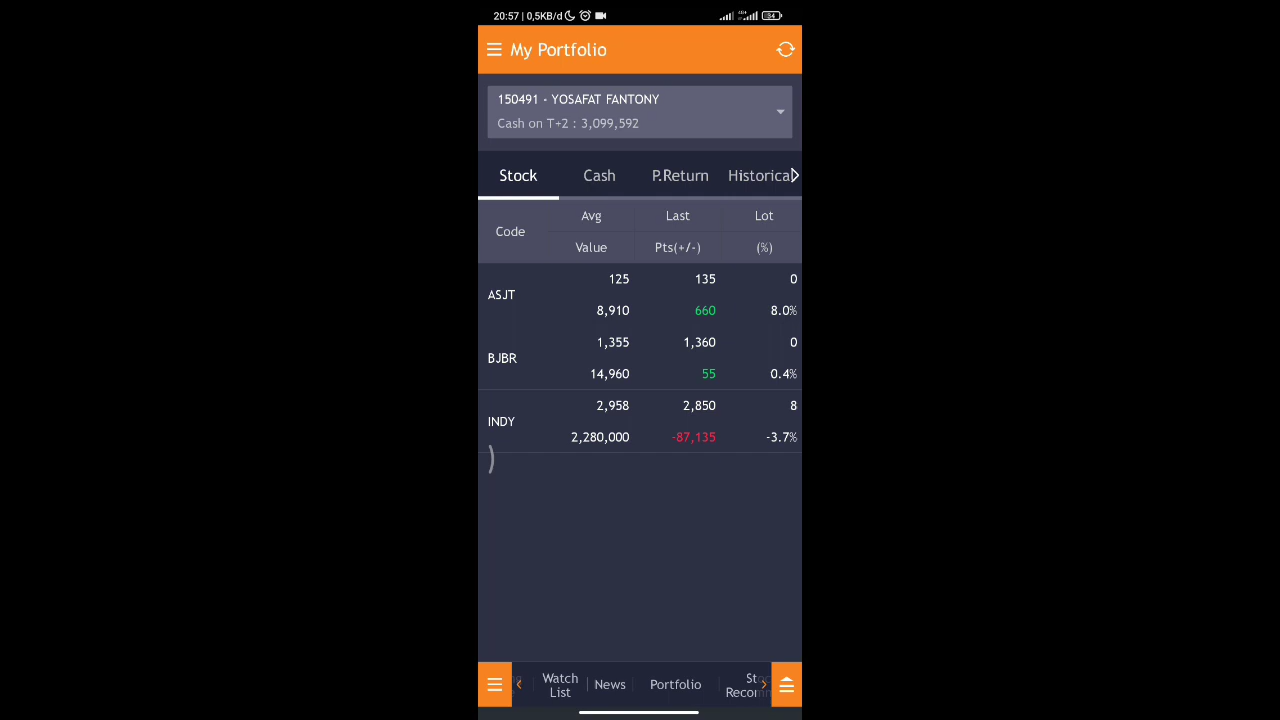 20:57 | 0,5KB/d
84
My Portfolio
150491 - YOSAFAT FANTONY
Cash on T+2 : 3,099,592
Stock Cash P.Return Historica
Code Avg Last Lot
Value Pts(+/-) (%)
ASJT 125 135 0
8,910 660 8.0%
BJBR 1,355 1,360 0
14,960 55 0.4%
INDY 2,958 2,850 8
2,280,000 -87,135 -3.7%
Watch List News Portfolio